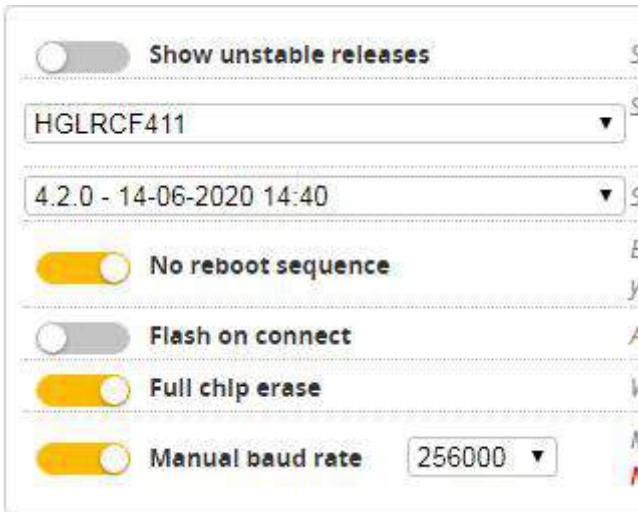 Show unstable releases
HGLRCF411
4.2.0 - 14-06-2020 14:40
No reboot sequence
Flash on connect
Full chip erase
Manual baud rate 256000